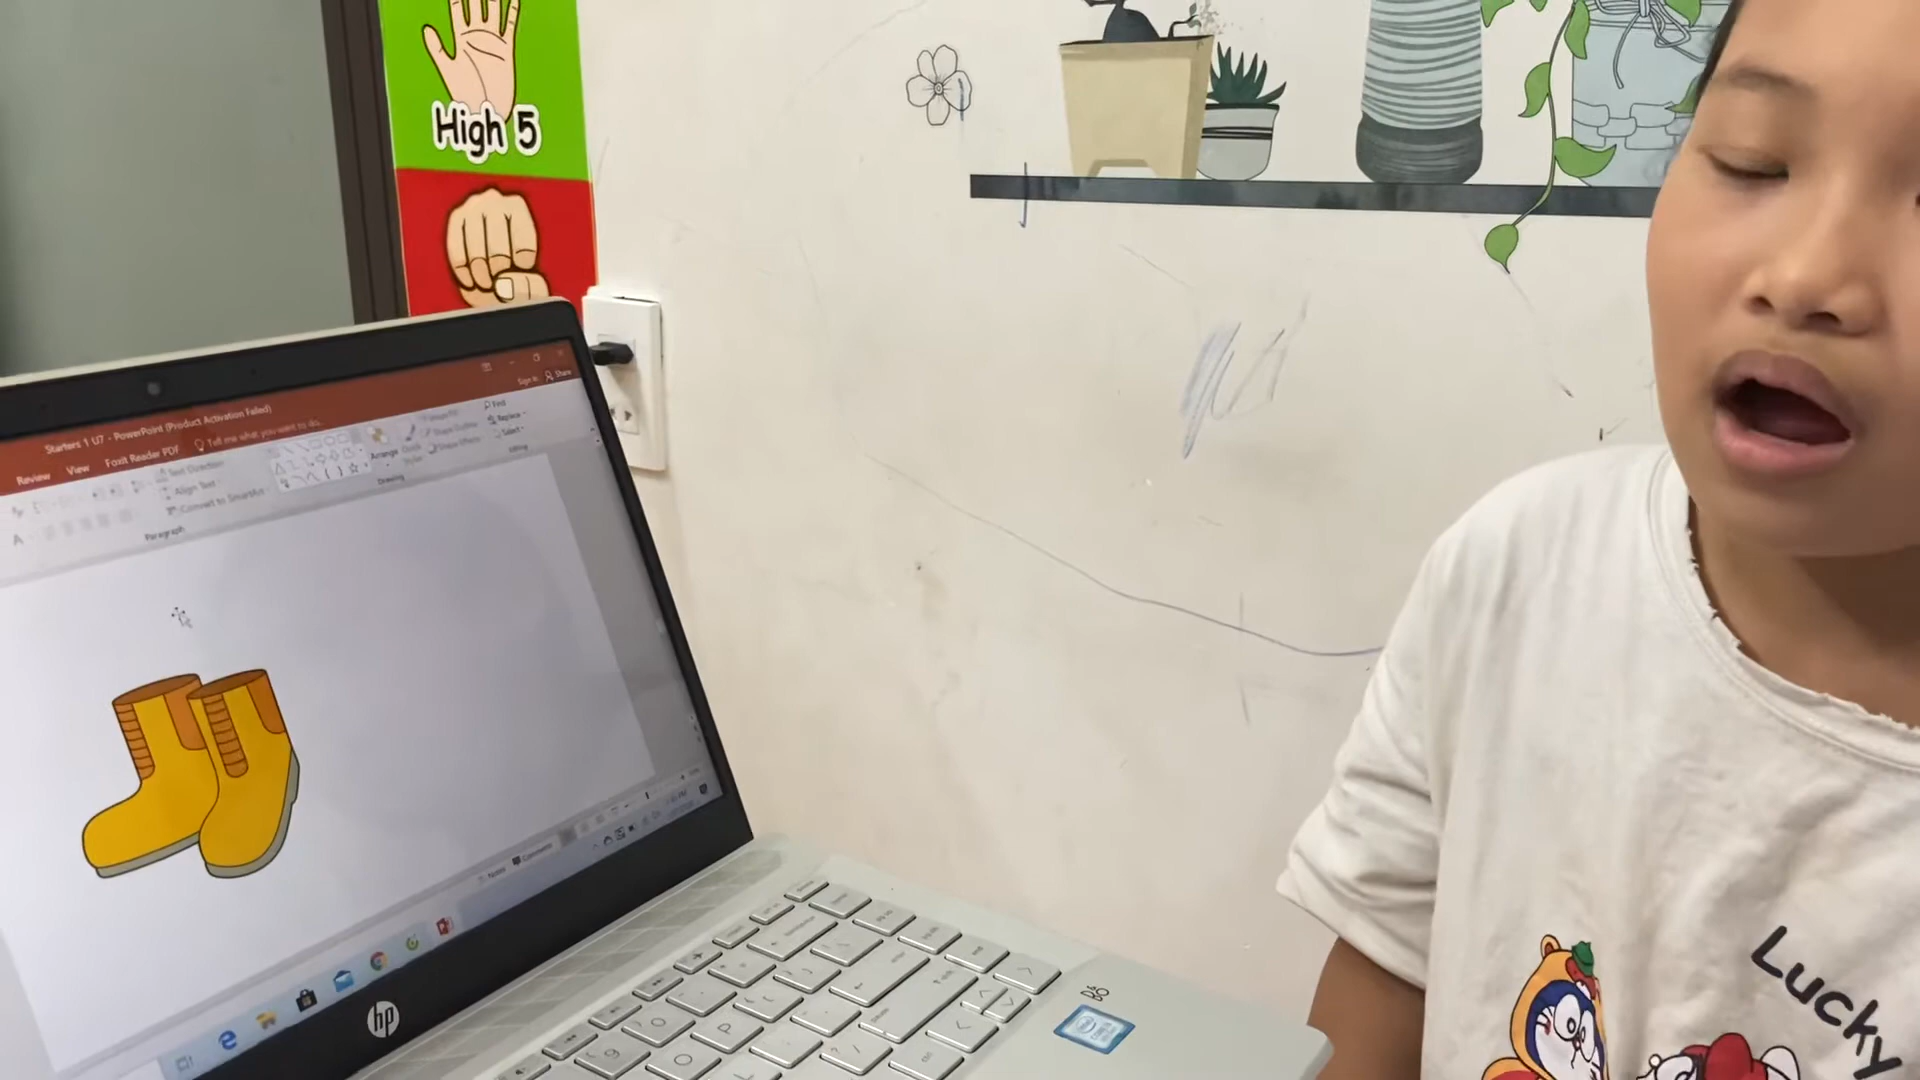 High 5
Starters 1 U7 - PowerPoint (Product Activation Failed)
Sign in Share
Review View Foxit Reader PDF Tell me what you want to do...
Text Direction
Align Text
Convert to SmartArt
Paragraph
Arrange
Drawing
Find
Replace
Select
Editing
Notes Comments
hp
Lucky